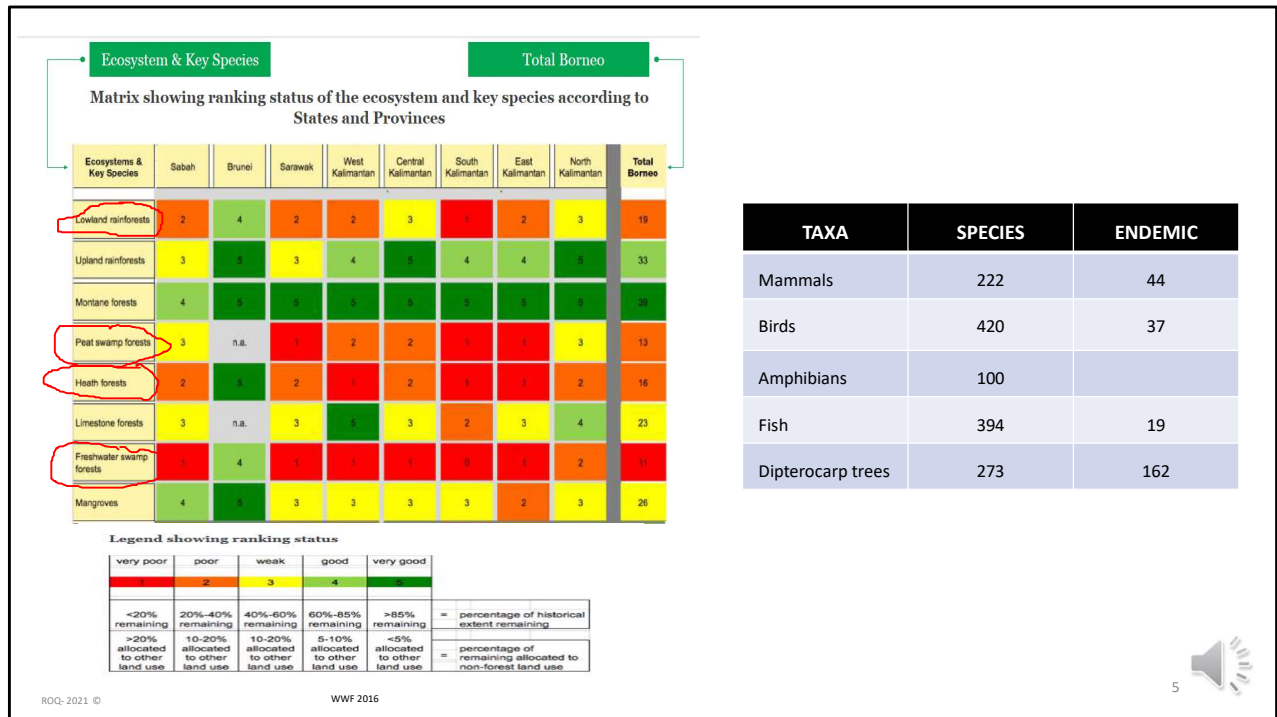 Ecosystem & Key Species
Total Borneo
Matrix showing ranking status of the ecosystem and key species according to
States and Provinces
Ecosystems & Key Species Sabah Brunei Sarawak West Kalimantan Central Kalimantan South Kalimantan East Kalimantan North Kalimantan Total Borneo
Lowland rainforests 2 4 2 2 3 1 2 3 19
Upland rainforests 3 5 3 4 5 4 4 5 33
Montane forests 4 5 5 5 5 5 5 5 39
Peat swamp forests 3 n.a. 1 2 2 1 1 3 13
Heath forests 2 5 2 1 2 1 1 2 16
Limestone forests 3 n.a. 3 5 3 2 3 4 23
Freshwater swamp forests 1 4 1 1 1 0 1 2 11
Mangroves 4 5 3 3 3 3 2 3 26
Legend showing ranking status
very poor poor weak good very good
1 2 3 4 5
<20% remaining 20%-40% remaining 40%-60% remaining 60%-85% remaining >85% remaining = percentage of historical extent remaining
>20% allocated to other land use 10-20% allocated to other land use 10-20% allocated to other land use 5-10% allocated to other land use <5% allocated to other land use = percentage of remaining allocated to non-forest land use
TAXA SPECIES ENDEMIC
Mammals 222 44
Birds 420 37
Amphibians 100
Fish 394 19
Dipterocarp trees 273 162
ROQ- 2021 ©
WWF 2016
5